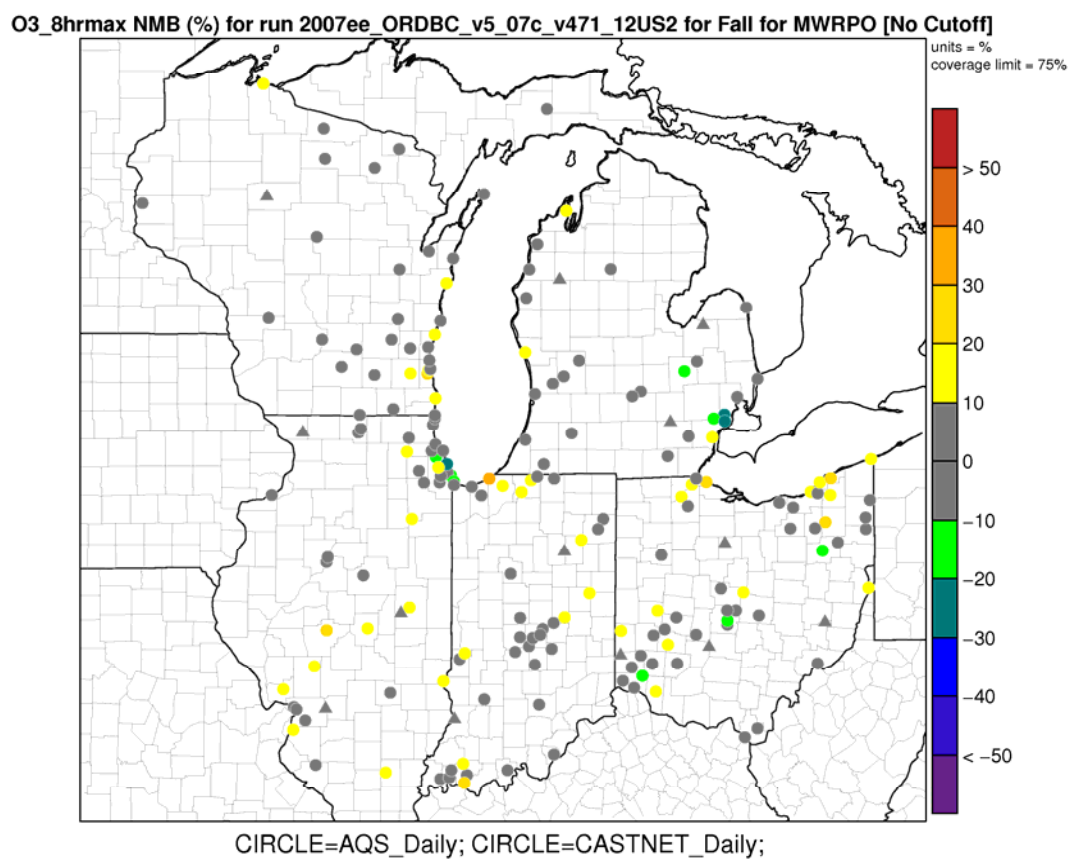 O3_8hrmax NMB (%) for run 2007ee_ORDBC_v5_07c_v471_12US2 for Fall for MWRPO [No Cutoff]
units = %
coverage limit = 75%
> 50
40
30
20
10
0
−10
−20
−30
−40
< −50
CIRCLE=AQS_Daily; CIRCLE=CASTNET_Daily;